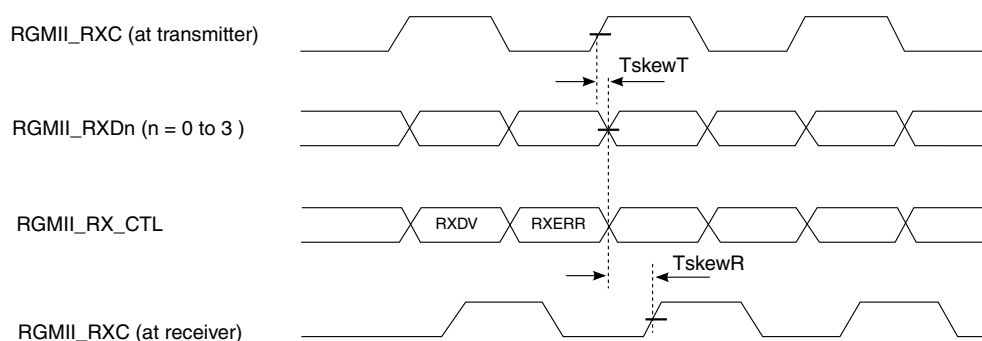 RGMII_RXC (at transmitter)
TskewT
RGMII_RXDn (n = 0 to 3 )
RGMII_RX_CTL
RXDV
RXERR
TskewR
RGMII_RXC (at receiver)